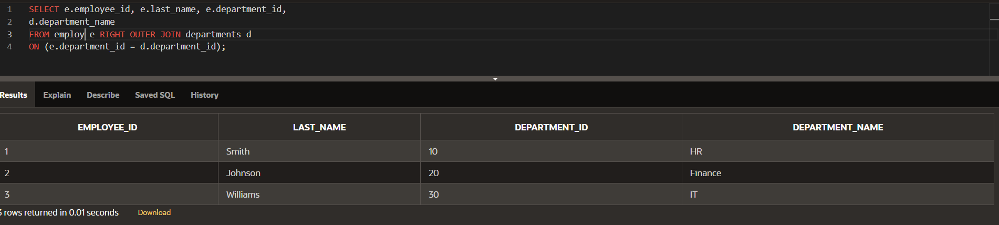 1 SELECT e.employee_id, e.last_name, e.department_id,
2 d.department_name
3 FROM employ e RIGHT OUTER JOIN departments d
4 ON (e.department_id = d.department_id);
Results Explain Describe Saved SQL History
EMPLOYEE_ID LAST_NAME DEPARTMENT_ID DEPARTMENT_NAME
1 Smith 10 HR
2 Johnson 20 Finance
3 Williams 30 IT
rows returned in 0.01 seconds Download